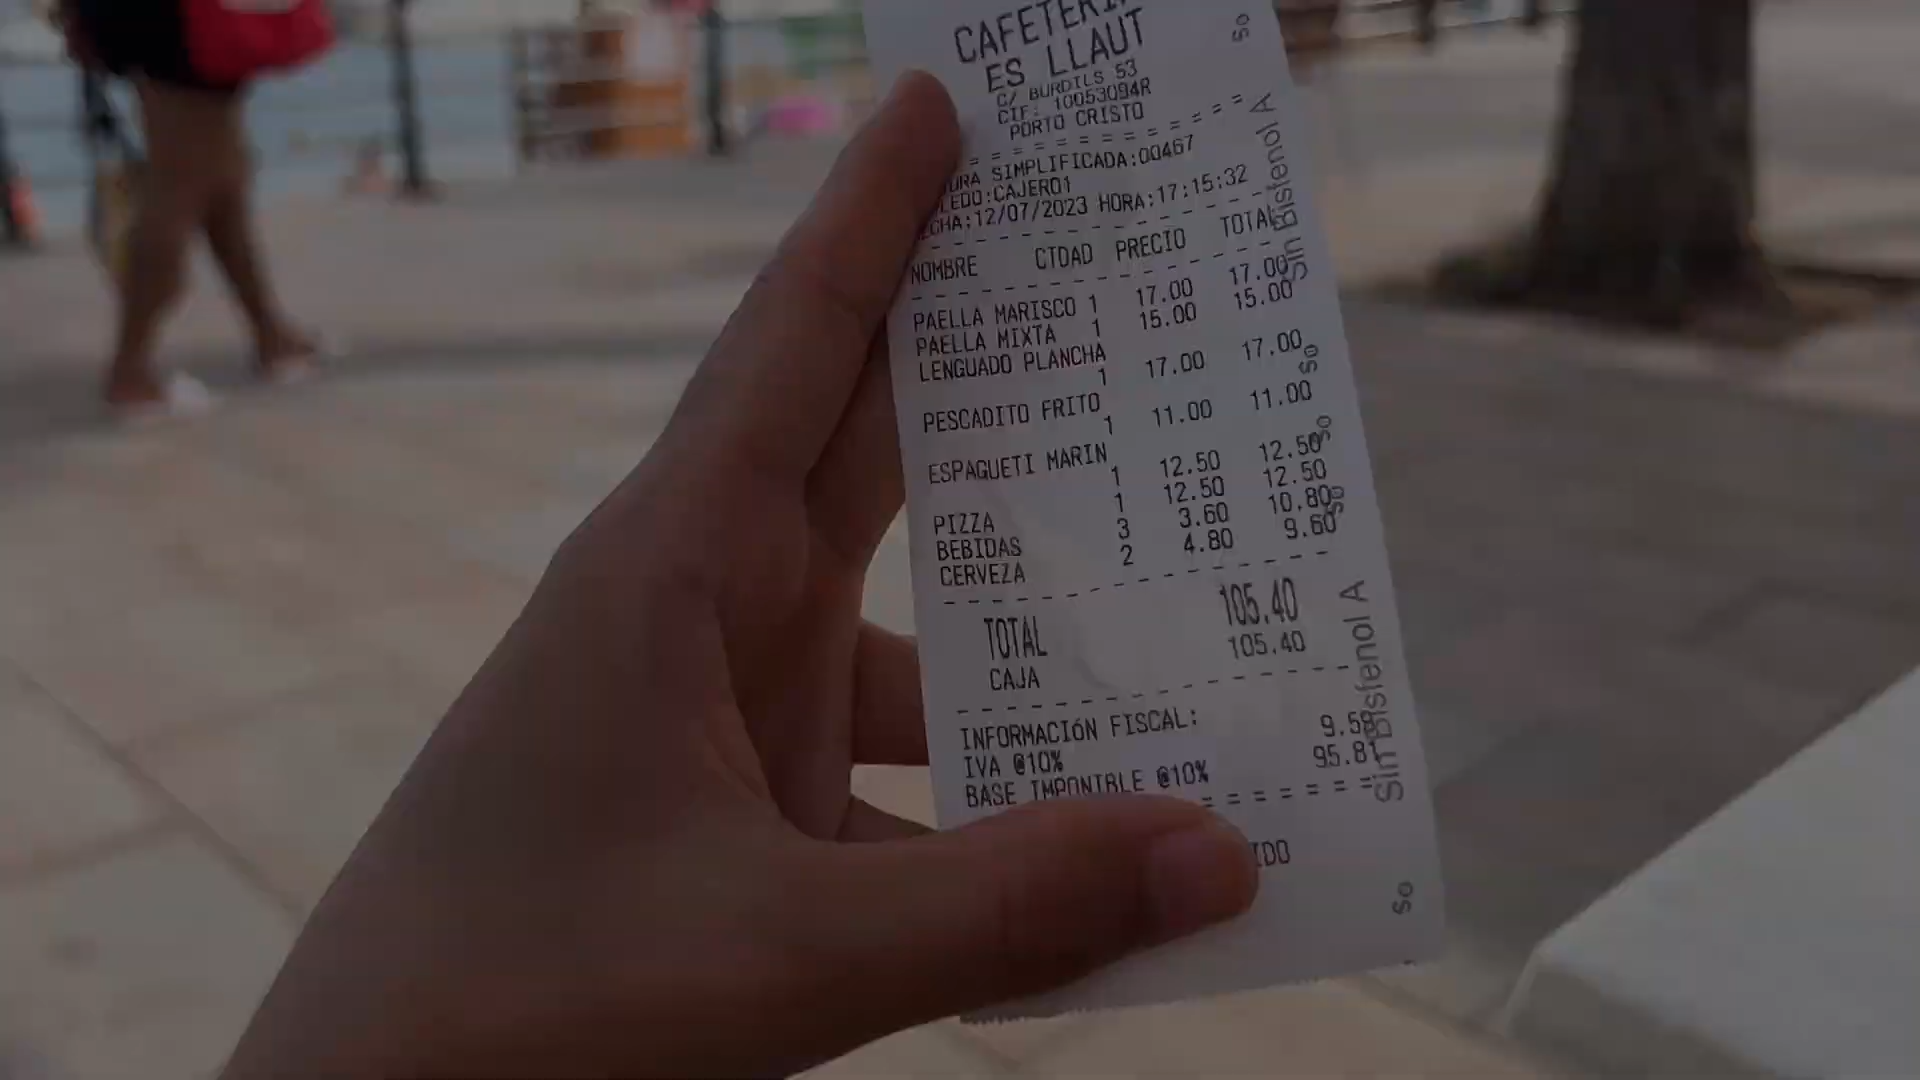 CAFETERI
ES LLAUT
C/ BURDILS 53
CIF: 10053094R
PORTO CRISTO
= = = = = = = = = = = =
URA SIMPLIFICADA:00467
LEDO:CAJERO1
ECHA:12/07/2023 HORA:17:15:32
NOMBRE CTDAD PRECIO TOTAL
PAELLA MARISCO 1 17.00 17.00
PAELLA MIXTA 1 15.00 15.00
LENGUADO PLANCHA
1 17.00 17.00
PESCADITO FRITO
1 11.00 11.00
ESPAGUETI MARIN
1 12.50 12.50
PIZZA 1 12.50 12.50
BEBIDAS 3 3.60 10.80
CERVEZA 2 4.80 9.60
TOTAL 105.40
CAJA 105.40
INFORMACIÓN FISCAL:
IVA @10% 9.59
BASE IMPONIBLE @10% 95.81
IDO
so
Sin Bisfenol A
so
so
so
Sin Bisfenol A
so